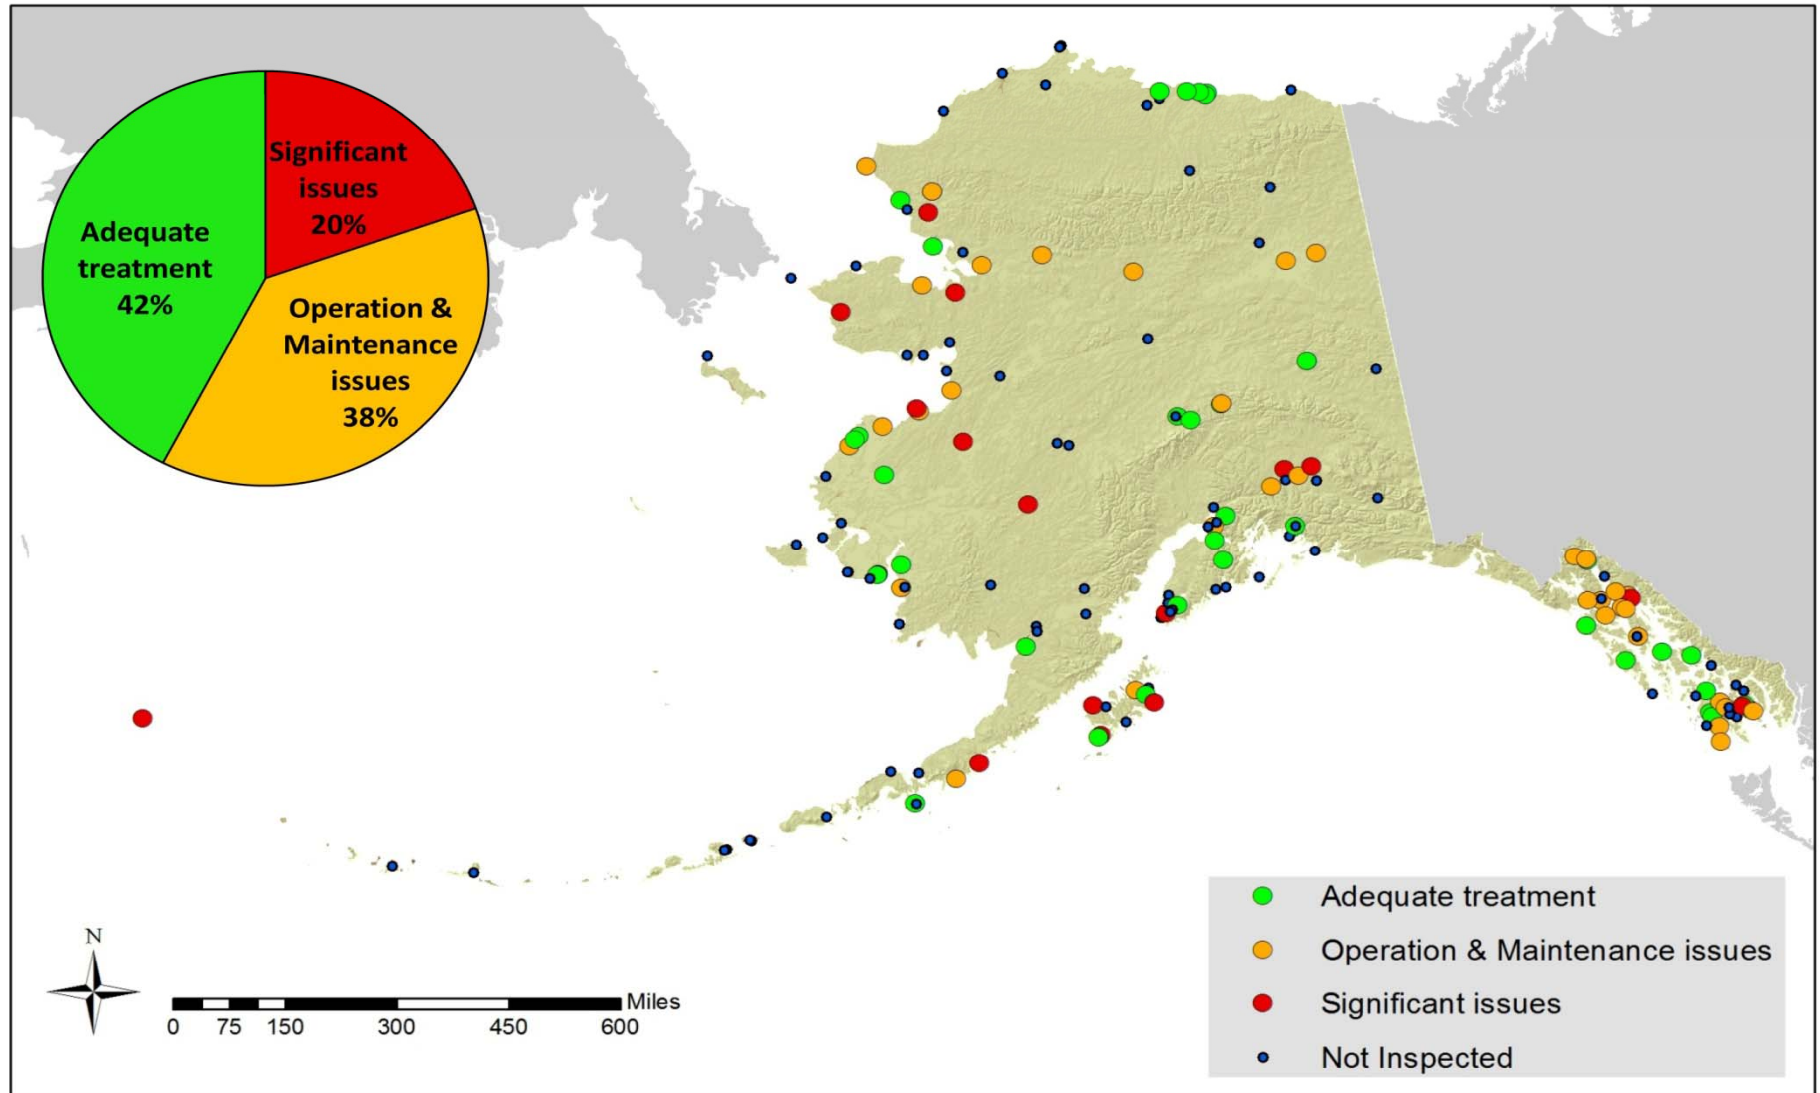 Significant
issues
20%
Adequate
treatment
42%
Operation &
Maintenance
issues
38%
N
Miles
0 75 150 300 450 600
Adequate treatment
Operation & Maintenance issues
Significant issues
Not Inspected